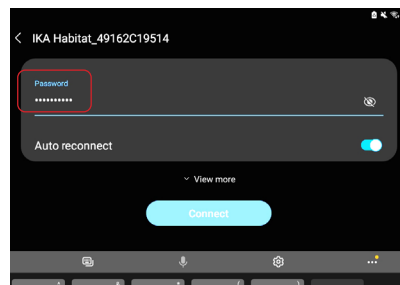 IKA Habitat_49162C19514
Password
••••••••••
Auto reconnect
View more
Connect